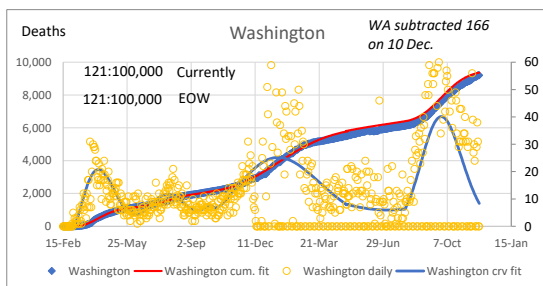 Deaths
Washington
WA subtracted 166
on 10 Dec.
121:100,000 Currently
121:100,000 EOW
10,000
8,000
6,000
4,000
2,000
0
60
50
40
30
20
10
0
15-Feb 25-May 2-Sep 11-Dec 21-Mar 29-Jun 7-Oct 15-Jan
Washington Washington cum. fit Washington daily Washington crv fit